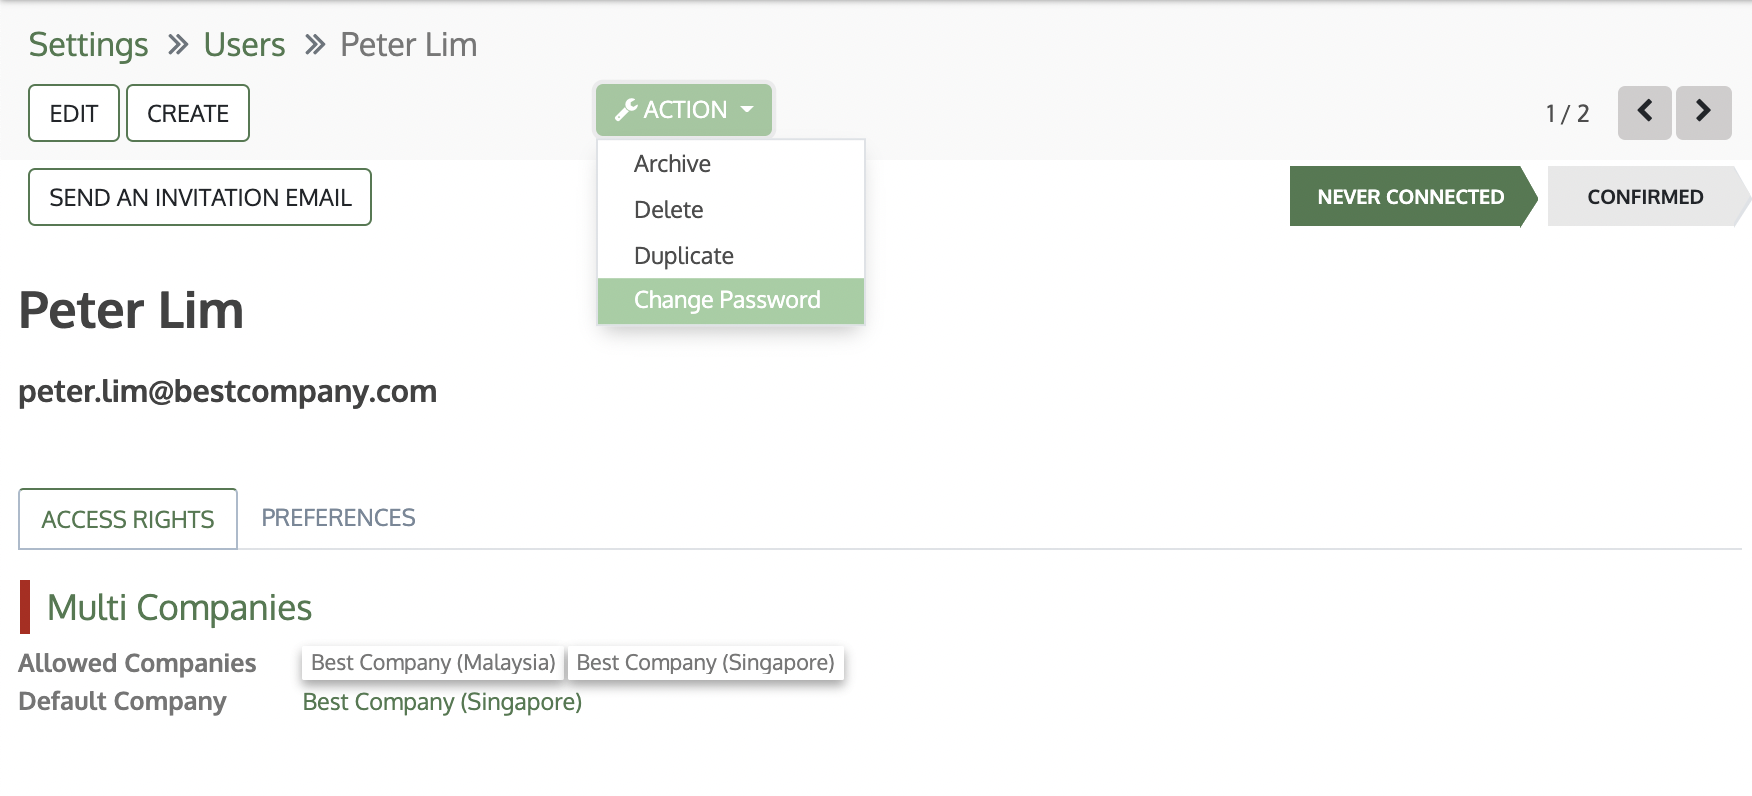 Settings » Users » Peter Lim
EDIT CREATE ACTION 1 / 2
Archive
SEND AN INVITATION EMAIL NEVER CONNECTED CONFIRMED
Delete
Duplicate
Change Password
Peter Lim
peter.lim@bestcompany.com
ACCESS RIGHTS PREFERENCES
Multi Companies
Allowed Companies Best Company (Malaysia) Best Company (Singapore)
Default Company Best Company (Singapore)